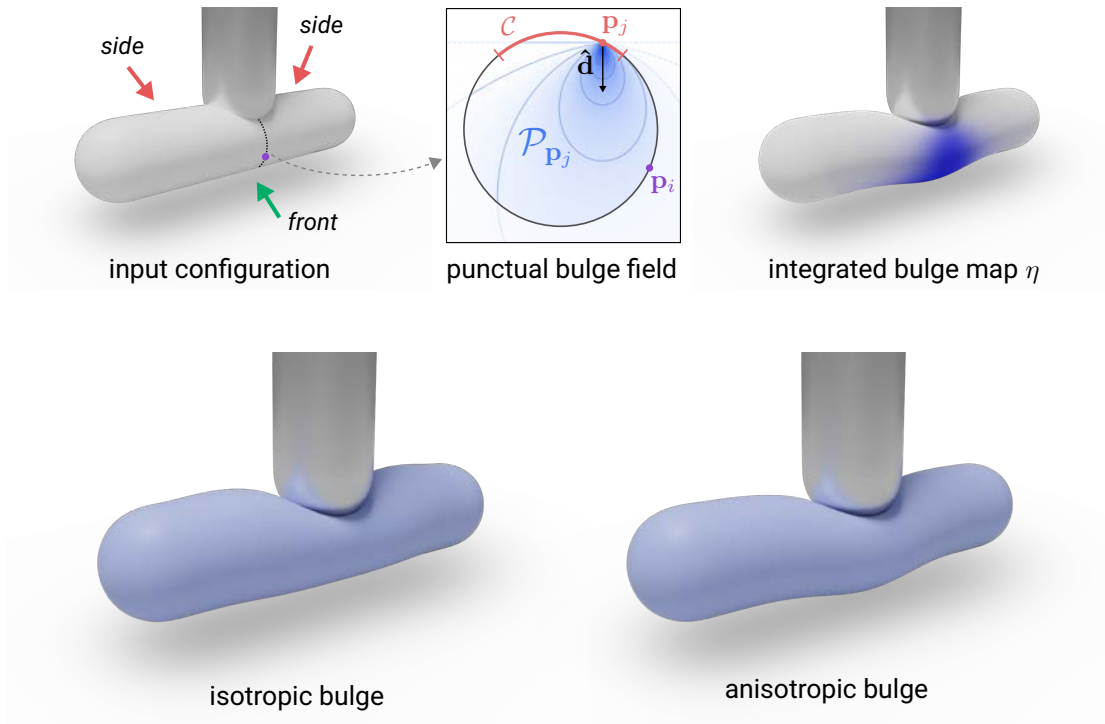 side
side
front
input configuration
𝒞
p_j
d̂
𝒫_{p_j}
p_i
punctual bulge field
integrated bulge map η
isotropic bulge
anisotropic bulge